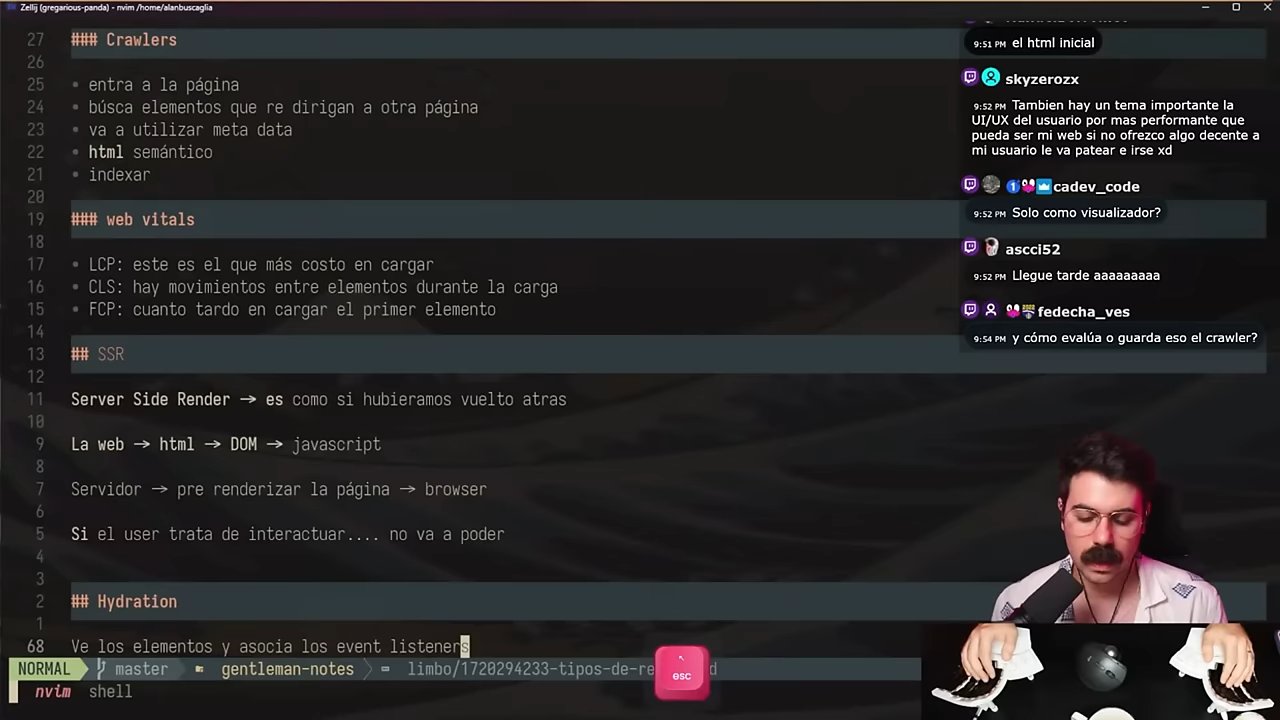 Zellij (gregarious-panda) - nvim /home/alanbuscaglia
27 ### Crawlers
26
25 • entra a la página
24 • búsca elementos que re dirigan a otra página
23 • va a utilizar meta data
22 • html semántico
21 • indexar
20
19 ### web vitals
18
17 • LCP: este es el que más costo en cargar
16 • CLS: hay movimientos entre elementos durante la carga
15 • FCP: cuanto tardo en cargar el primer elemento
14
13 ## SSR
12
11 Server Side Render → es como si hubieramos vuelto atras
10
9 La web → html → DOM → javascript
8
7 Servidor → pre renderizar la página → browser
6
5 Si el user trata de interactuar.... no va a poder
4
3
2 ## Hydration
1
68 Ve los elementos y asocia los event listeners
NORMAL master gentleman-notes limbo/1720294233-tipos-de-re
nvim shell
esc
9:51 PM el html inicial
skyzerozx
9:52 PM Tambien hay un tema importante la
UI/UX del usuario por mas performante que
pueda ser mi web si no ofrezco algo decente a
mi usuario le va patear e irse xd
1 cadev_code
9:52 PM Solo como visualizador?
ascci52
9:52 PM Llegue tarde aaaaaaaaa
fedecha_ves
9:54 PM y cómo evalúa o guarda eso el crawler?